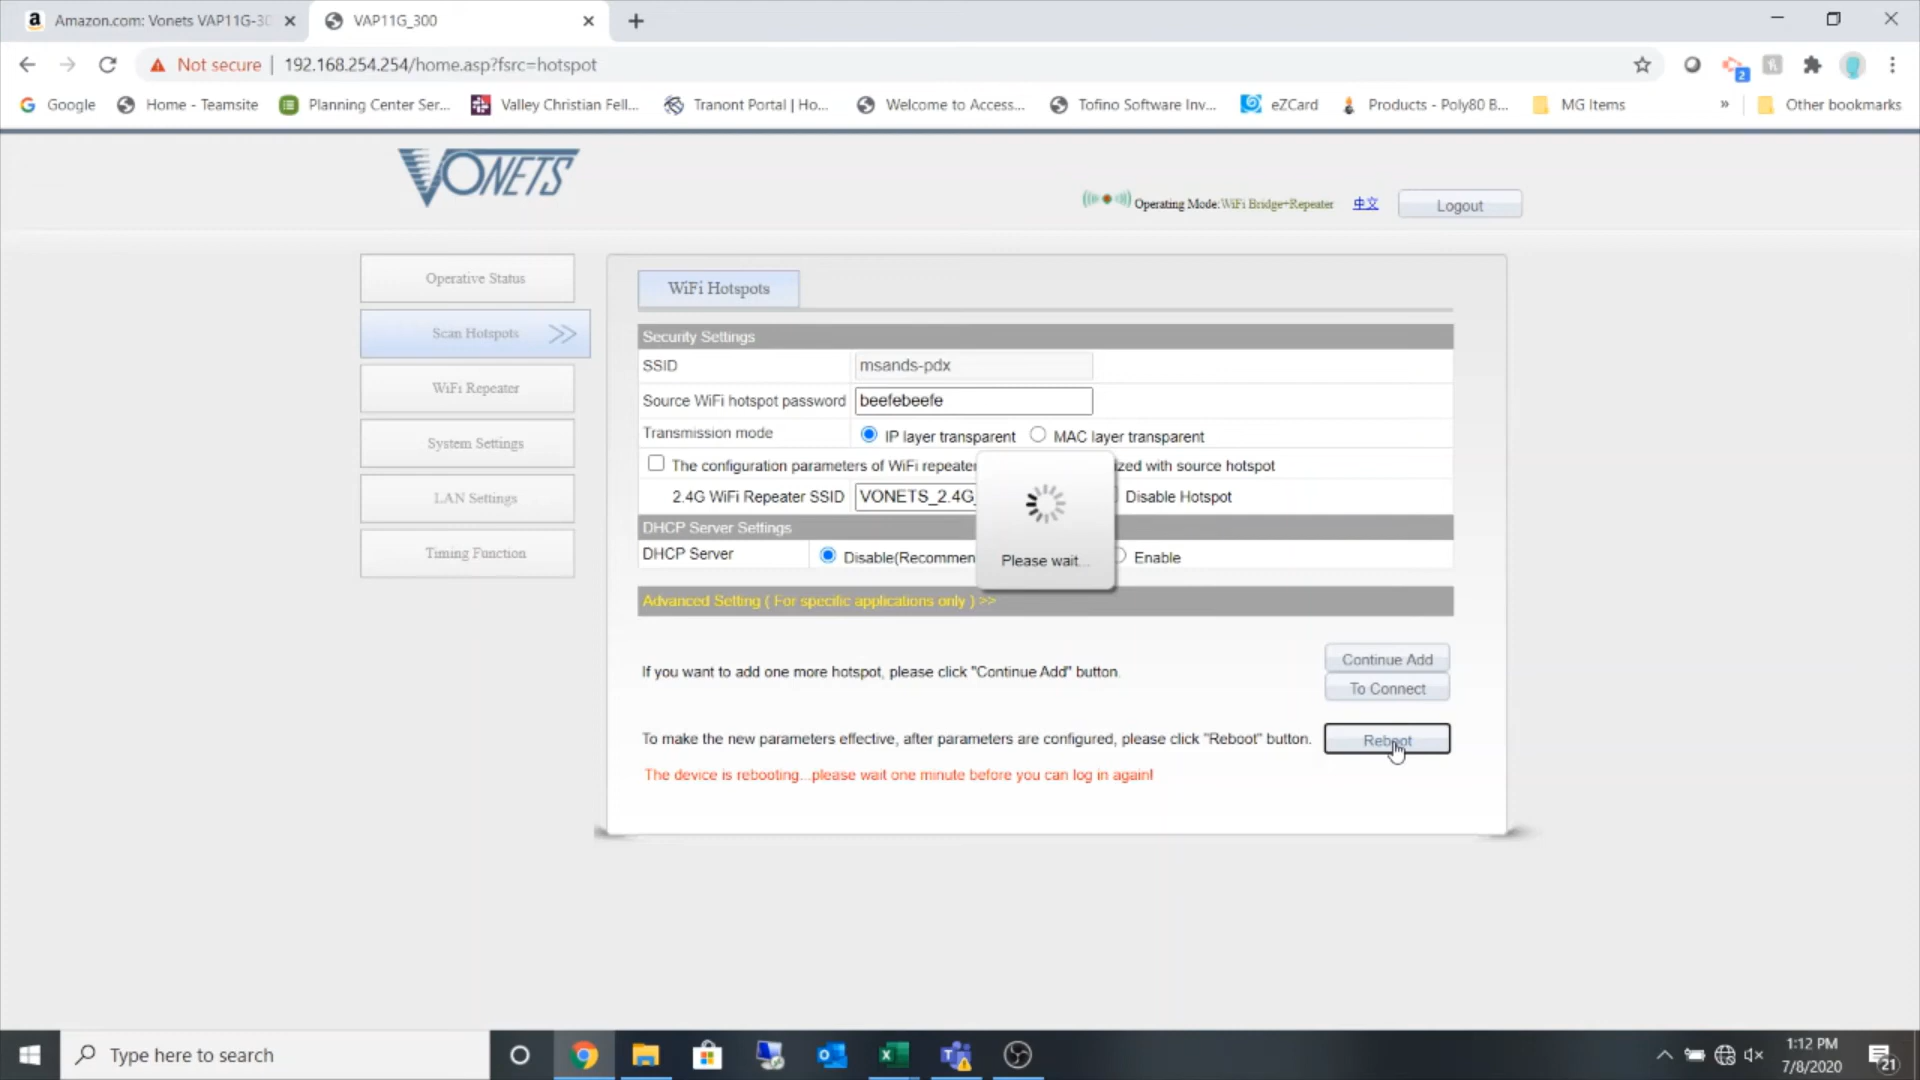 Amazon.com: Vonets VAP11G-30
VAP11G_300
Not secure | 192.168.254.254/home.asp?fsrc=hotspot
2
Google
Home - Teamsite
Planning Center Ser...
Valley Christian Fell...
Tranont Portal | Ho...
Welcome to Access...
Tofino Software Inv...
eZCard
Products - Poly80 B...
MG Items
»
Other bookmarks
VONETS
Operating Mode:WiFi Bridge+Repeater
中文
Logout
Operative Status
Scan Hotspots
WiFi Repeater
System Settings
LAN Settings
Timing Function
WiFi Hotspots
Security Settings
SSID
msands-pdx
Source WiFi hotspot password
beefebeefe
Transmission mode
IP layer transparent
MAC layer transparent
The configuration parameters of WiFi repeater
ized with source hotspot
2.4G WiFi Repeater SSID
VONETS_2.4G_
Disable Hotspot
DHCP Server Settings
DHCP Server
Disable(Recommen
Enable
Please wait...
Advanced Setting ( For specific applications only ) >>
If you want to add one more hotspot, please click "Continue Add" button.
Continue Add
To Connect
To make the new parameters effective, after parameters are configured, please click "Reboot" button.
Reboot
The device is rebooting...please wait one minute before you can log in again!
Type here to search
1:12 PM
7/8/2020
21